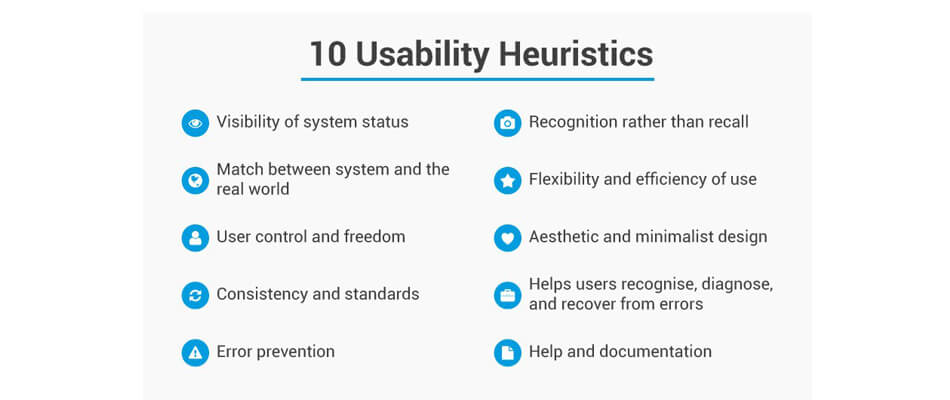 10 Usability Heuristics
Visibility of system status
Match between system and the
real world
User control and freedom
Consistency and standards
Error prevention
Recognition rather than recall
Flexibility and efficiency of use
Aesthetic and minimalist design
Helps users recognise, diagnose,
and recover from errors
Help and documentation